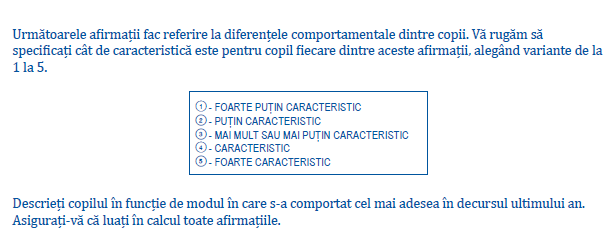 Următoarele afirmații fac referire la diferențele comportamentale dintre copii. Vă rugăm să
specificați cât de caracteristică este pentru copil fiecare dintre aceste afirmații, alegând variante de la
1 la 5.
① - FOARTE PUȚIN CARACTERISTIC
② - PUȚIN CARACTERISTIC
③ - MAI MULT SAU MAI PUȚIN CARACTERISTIC
④ - CARACTERISTIC
⑤ - FOARTE CARACTERISTIC
Descrieți copilul în funcție de modul în care s-a comportat cel mai adesea în decursul ultimului an.
Asigurați-vă că luați în calcul toate afirmațiile.